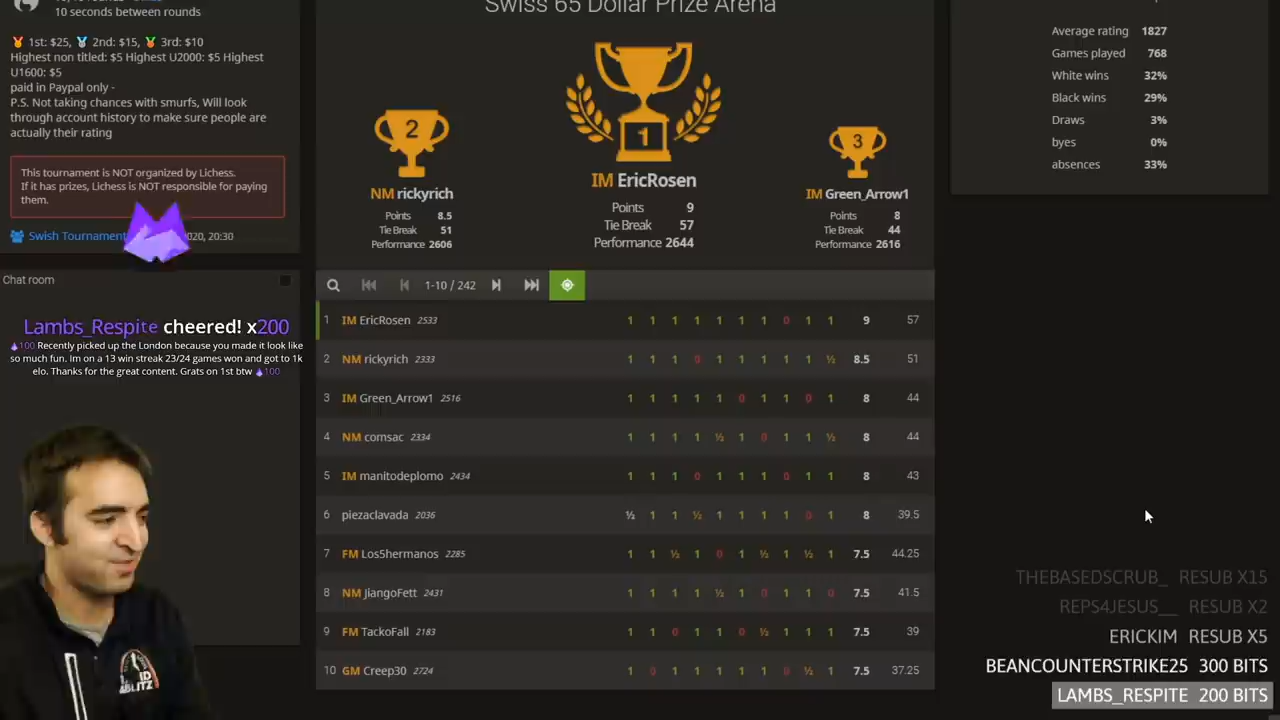 10 seconds between rounds
1st: $25, 2nd: $15, 3rd: $10
Highest non titled: $5 Highest U2000: $5 Highest
U1600: $5
paid in Paypal only -
P.S. Not taking chances with smurfs, Will look
through account history to make sure people are
actually their rating
This tournament is NOT organized by Lichess.
If it has prizes, Lichess is NOT responsible for paying
them.
Swish Tournament 020, 20:30
Chat room
Lambs_Respite cheered! x200
100 Recently picked up the London because you made it look like
so much fun. Im on a 13 win streak 23/24 games won and got to 1k
elo. Thanks for the great content. Grats on 1st btw 100
Swiss 65 Dollar Prize Arena
2
NM rickyrich
Points 8.5
Tie Break 51
Performance 2606
1
IM EricRosen
Points 9
Tie Break 57
Performance 2644
3
IM Green_Arrow1
Points 8
Tie Break 44
Performance 2616
1-10 / 242
1 IM EricRosen 2533 1 1 1 1 1 1 1 0 1 1 9 57
2 NM rickyrich 2333 1 1 1 0 1 1 1 1 1 ½ 8.5 51
3 IM Green_Arrow1 2516 1 1 1 1 1 0 1 1 0 1 8 44
4 NM comsac 2334 1 1 1 1 ½ 1 0 1 1 ½ 8 44
5 IM manitodeplomo 2434 1 1 1 0 1 1 1 0 1 1 8 43
6 piezaclavada 2036 ½ 1 1 ½ 1 1 1 1 0 1 8 39.5
7 FM Los5hermanos 2285 1 1 ½ 1 0 1 ½ 1 ½ 1 7.5 44.25
8 NM JiangoFett 2431 1 1 1 1 ½ 1 0 1 1 0 7.5 41.5
9 FM TackoFall 2183 1 1 0 1 1 0 ½ 1 1 1 7.5 39
10 GM Creep30 2724 1 0 1 1 1 1 1 0 ½ 1 7.5 37.25
Average rating 1827
Games played 768
White wins 32%
Black wins 29%
Draws 3%
byes 0%
absences 33%
THEBASEDSCRUB_ RESUB X15
REPS4JESUS__ RESUB X2
ERICKIM RESUB X5
BEANCOUNTERSTRIKE25 300 BITS
LAMBS_RESPITE 200 BITS